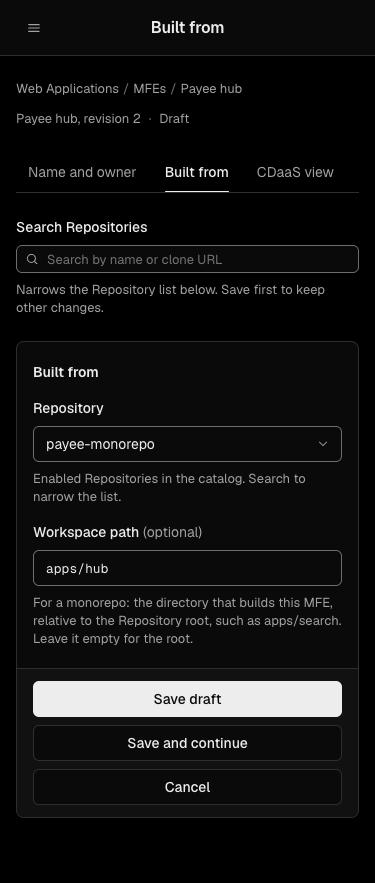 Built from
Web Applications / MFEs / Payee hub
Payee hub, revision 2 · Draft
Name and owner
Built from
CDaaS view
Search Repositories
Search by name or clone URL
Narrows the Repository list below. Save first to keep
other changes.
Built from
Repository
payee-monorepo
Enabled Repositories in the catalog. Search to
narrow the list.
Workspace path (optional)
apps/hub
For a monorepo: the directory that builds this MFE,
relative to the Repository root, such as apps/search.
Leave it empty for the root.
Save draft
Save and continue
Cancel